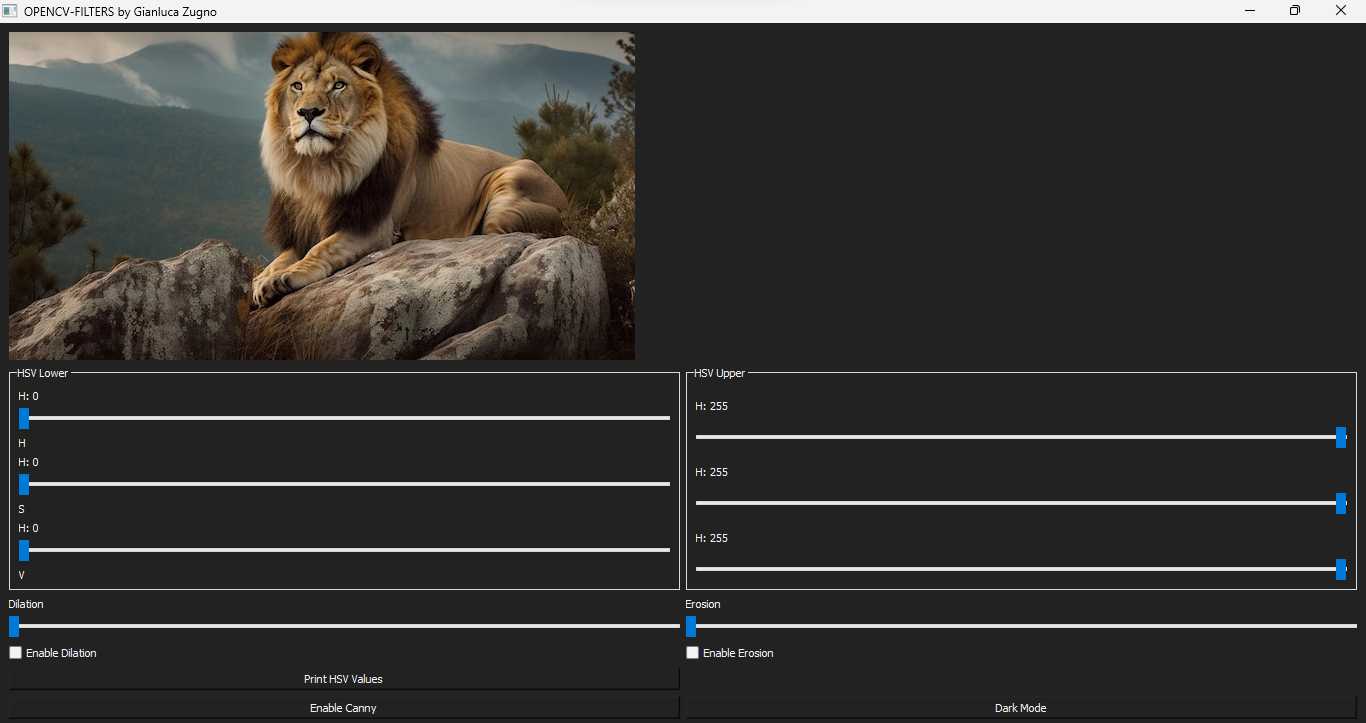 OPENCV-FILTERS by Gianluca Zugno
HSV Lower
H: 0
H
H: 0
S
H: 0
V
HSV Upper
H: 255
H: 255
H: 255
Dilation
Erosion
Enable Dilation
Enable Erosion
Print HSV Values
Enable Canny
Dark Mode